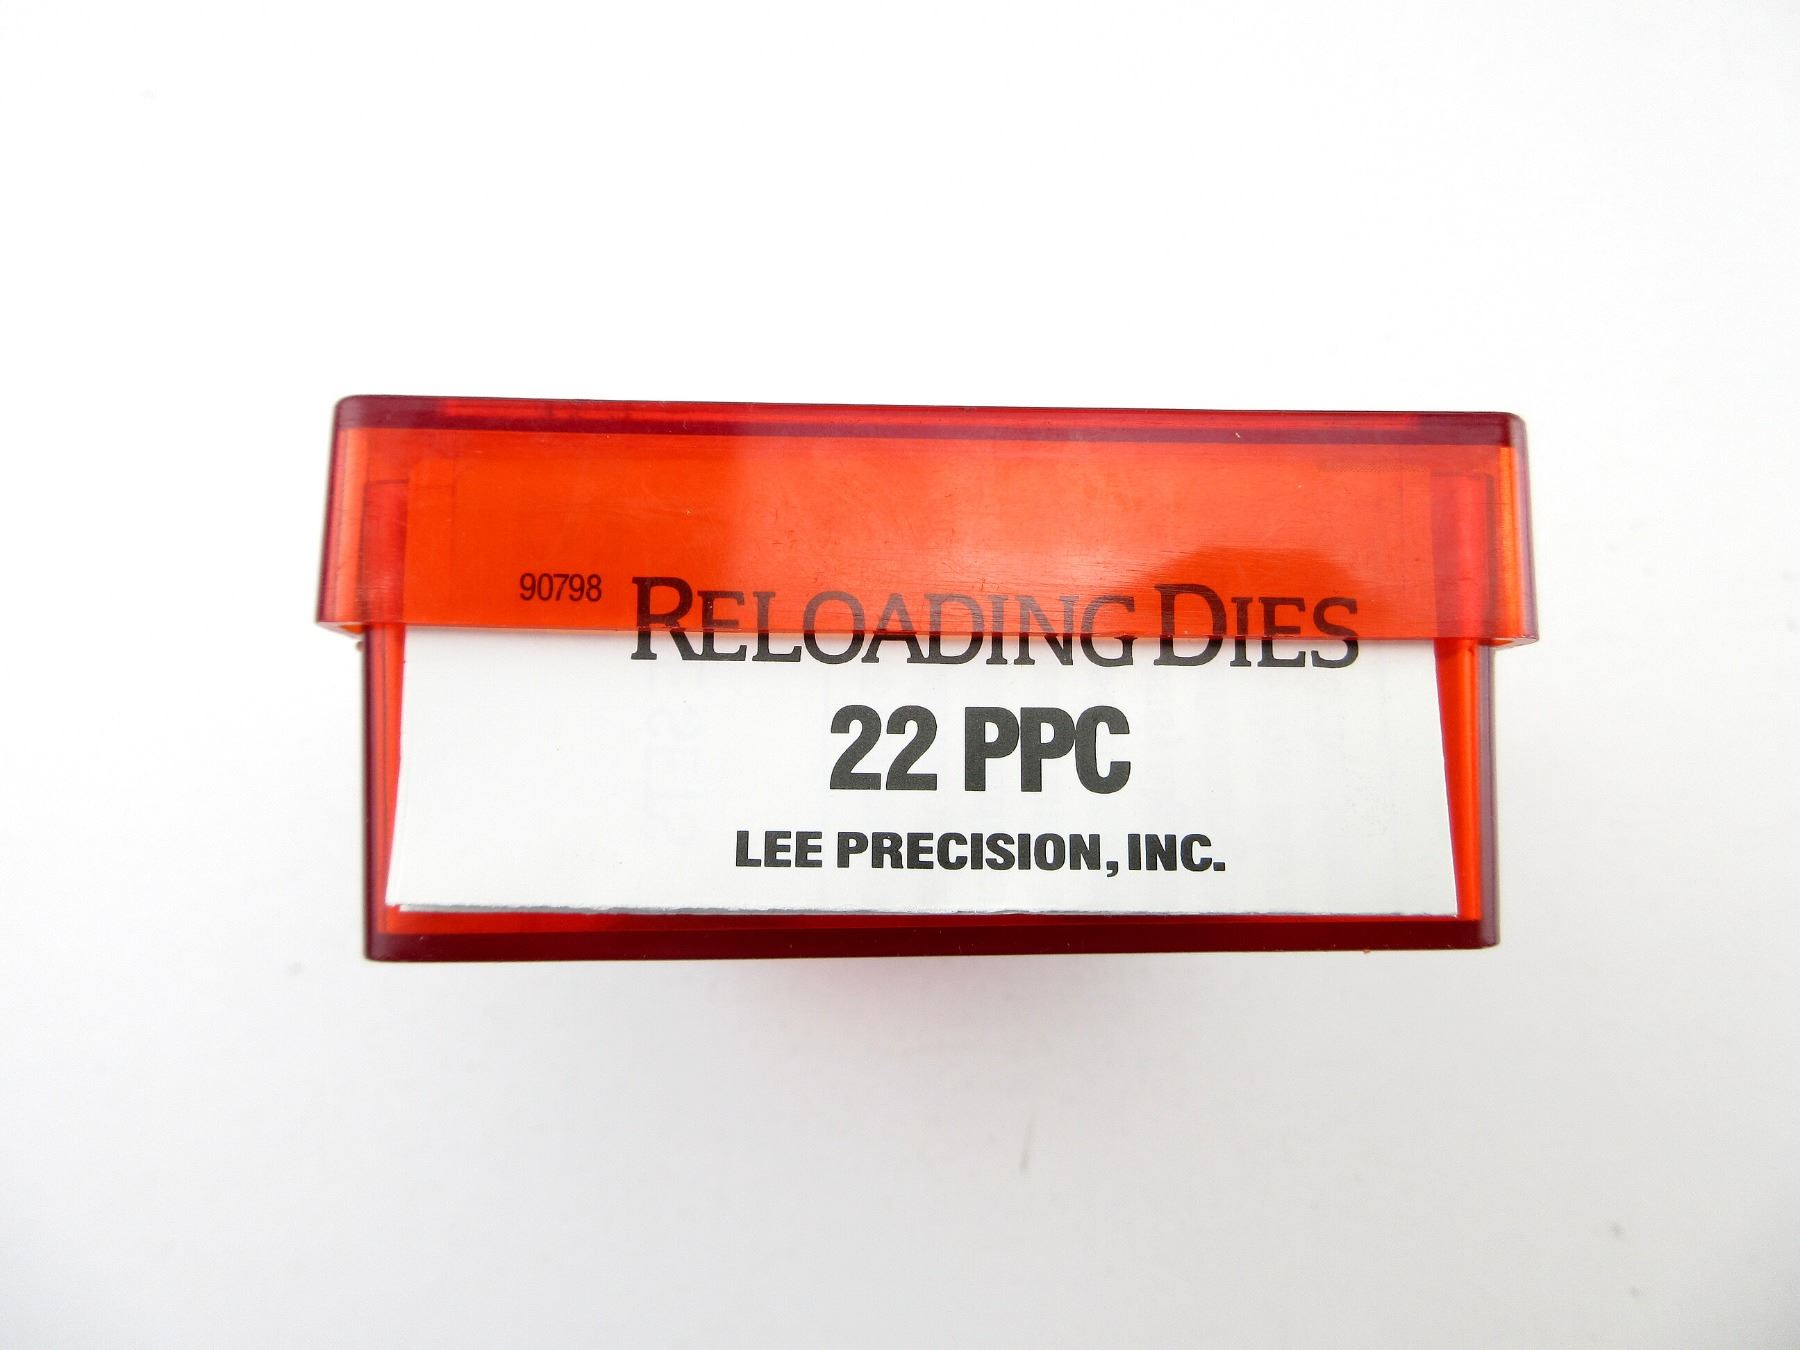 90798 RELOADING DIES
22 PPC
LEE PRECISION, INC.